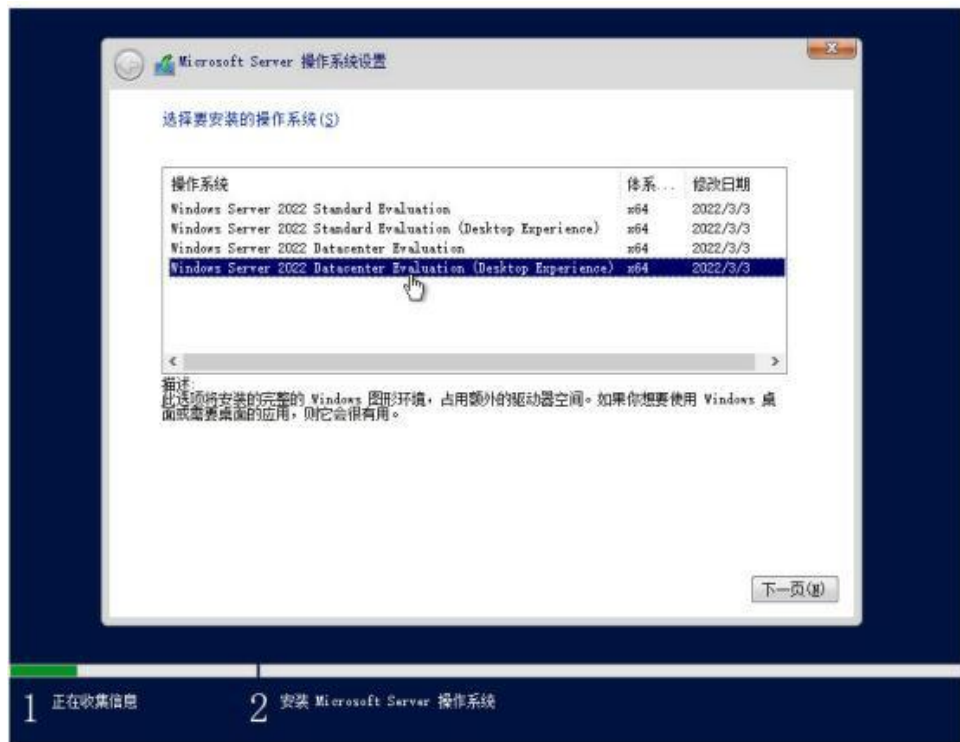 Microsoft Server 操作系统设置
选择要安装的操作系统(S)
操作系统 体系... 修改日期
Windows Server 2022 Standard Evaluation x64 2022/3/3
Windows Server 2022 Standard Evaluation (Desktop Experience) x64 2022/3/3
Windows Server 2022 Datacenter Evaluation x64 2022/3/3
Windows Server 2022 Datacenter Evaluation (Desktop Experience) x64 2022/3/3
描述:
此选项将安装的完整的 Windows 图形环境，占用额外的驱动器空间。如果你想要使用 Windows 桌
面或需要桌面的应用，则它会很有用。
下一页(N)
1 正在收集信息 2 安装 Microsoft Server 操作系统